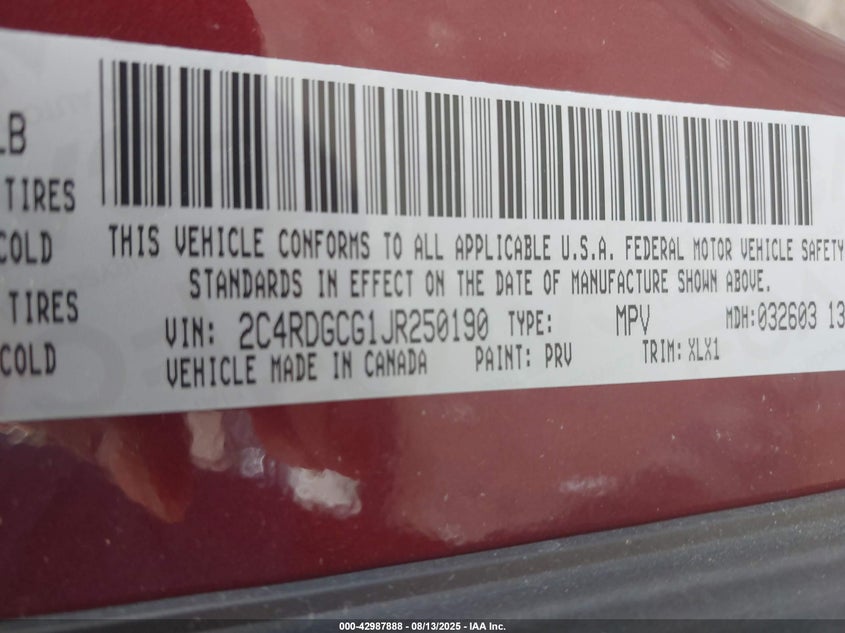 LB
TIRES
COLD
TIRES
COLD
THIS VEHICLE CONFORMS TO ALL APPLICABLE U.S.A. FEDERAL MOTOR VEHICLE SAFETY
STANDARDS IN EFFECT ON THE DATE OF MANUFACTURE SHOWN ABOVE.
VIN: 2C4RDGCG1JR250190 TYPE: MPV MDH:032603 13
VEHICLE MADE IN CANADA PAINT: PRV TRIM: XLX1
000-42987888 - 08/13/2025 - IAA Inc.